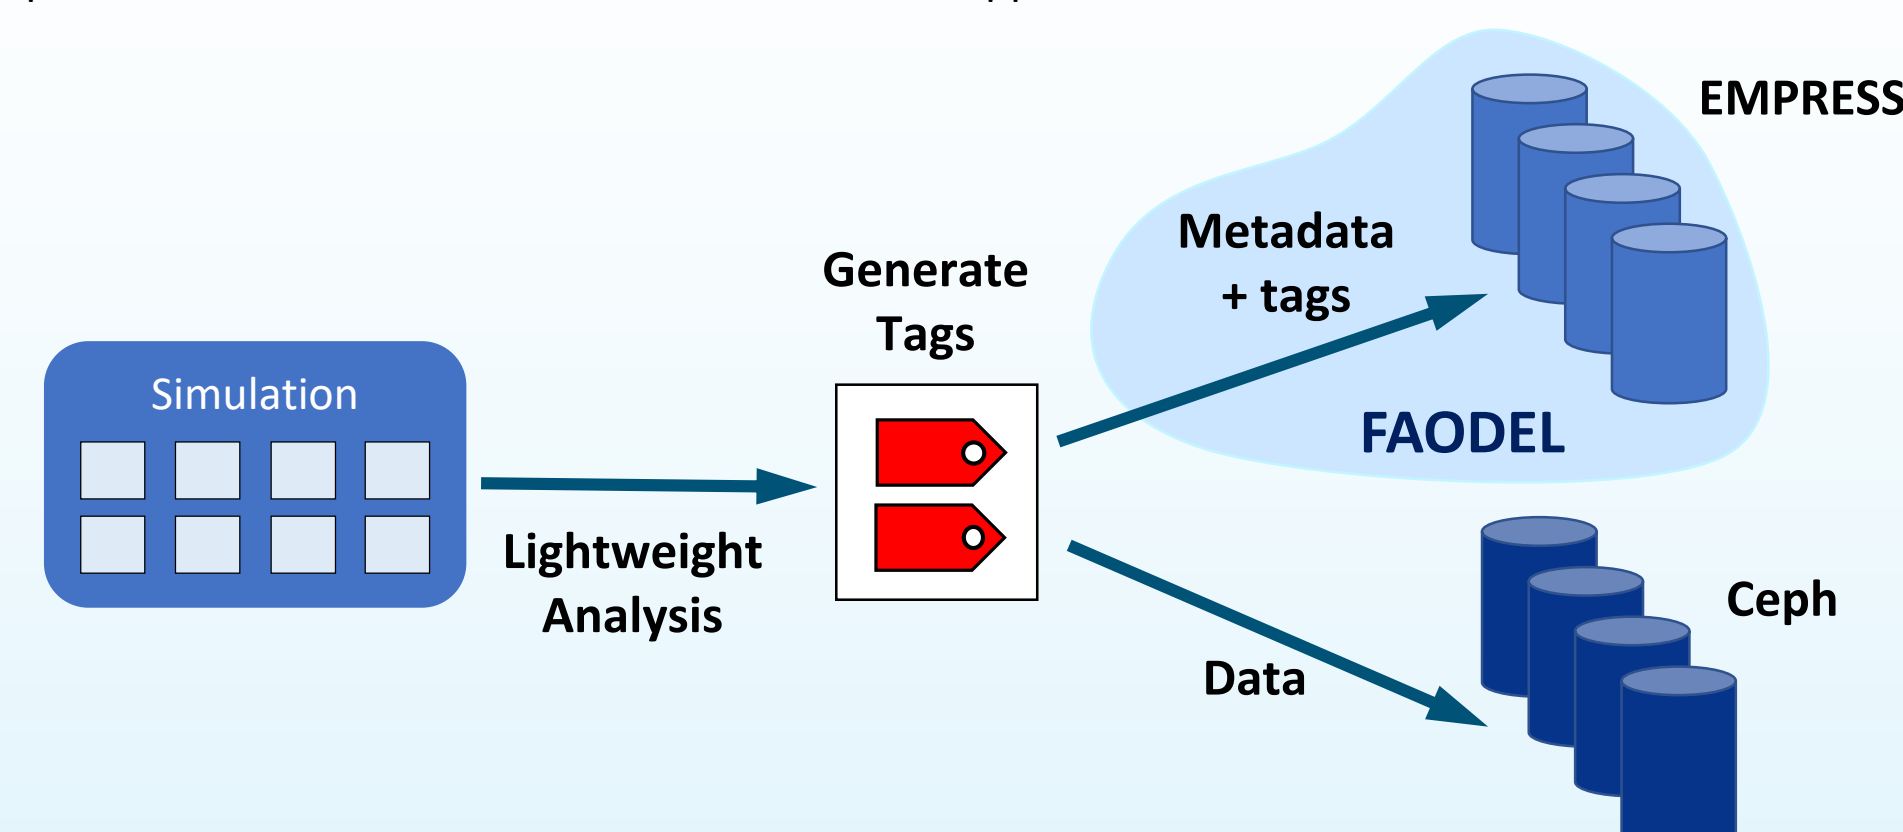 EMPRESS
Metadata
+ tags
Generate
Tags
Simulation
FAODEL
Lightweight
Analysis
Ceph
Data